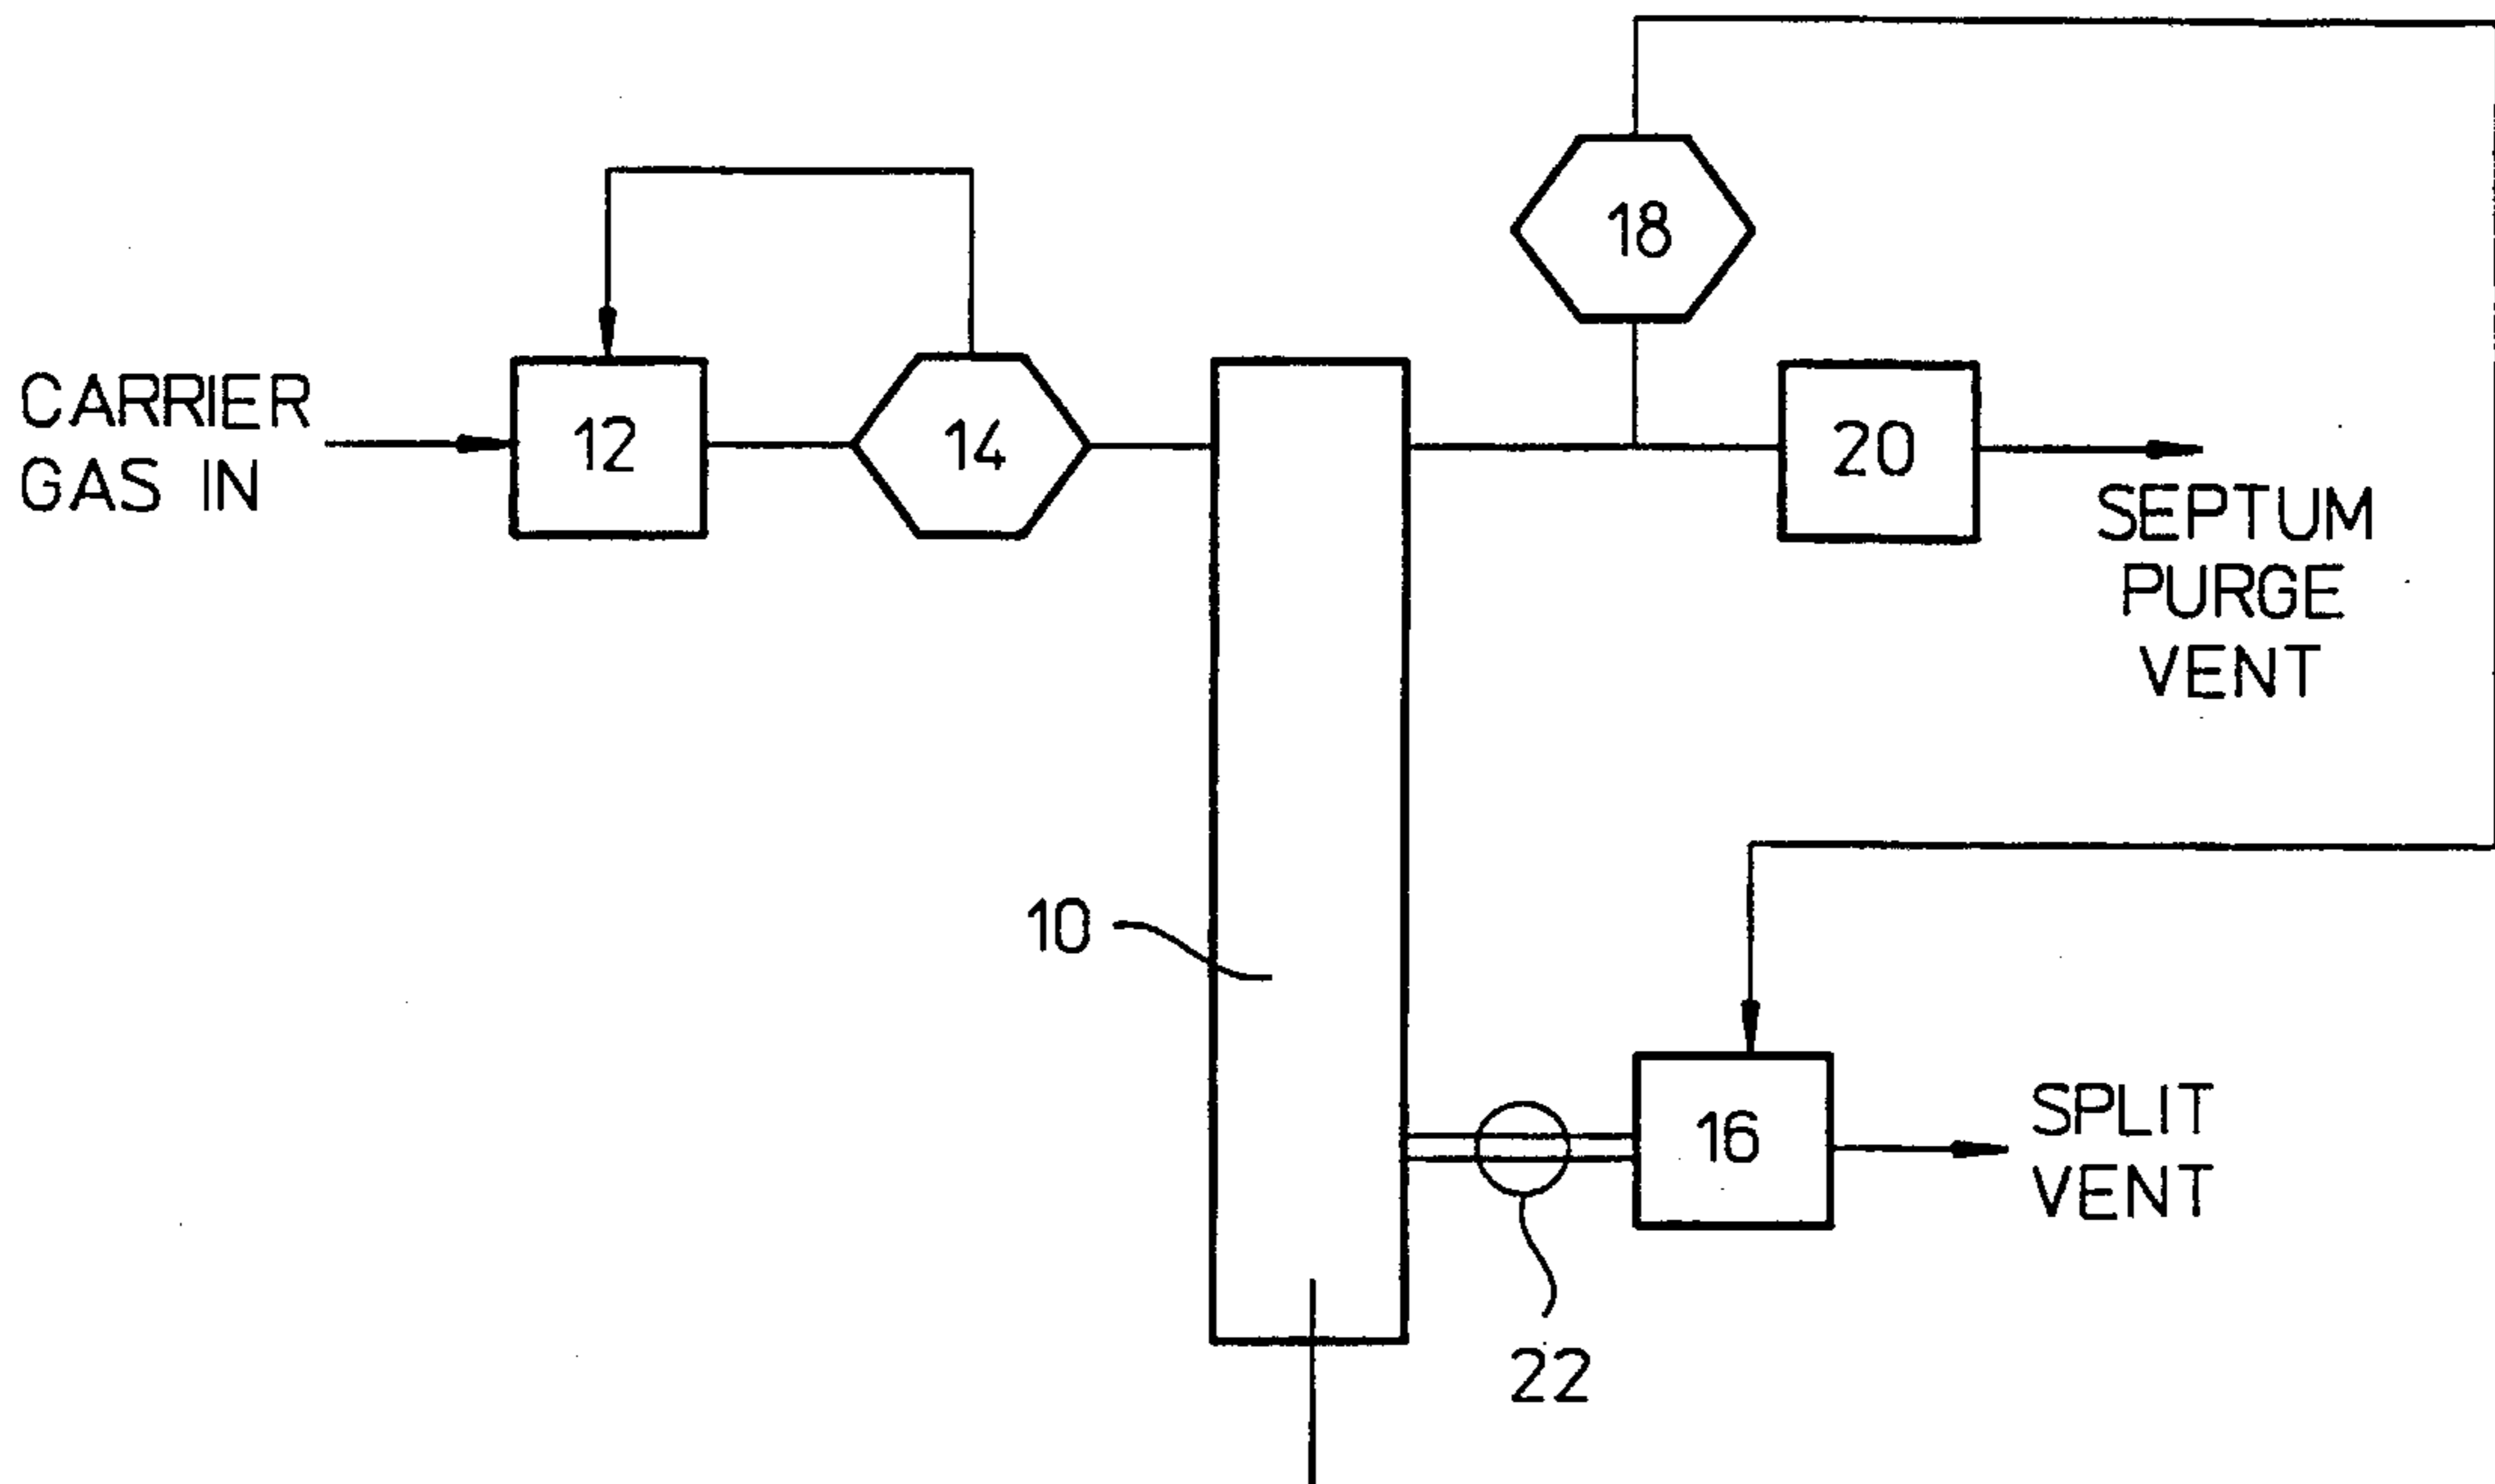 18
CARRIER
GAS IN
12
14
20
SEPTUM
PURGE
VENT
10
16
SPLIT
VENT
22